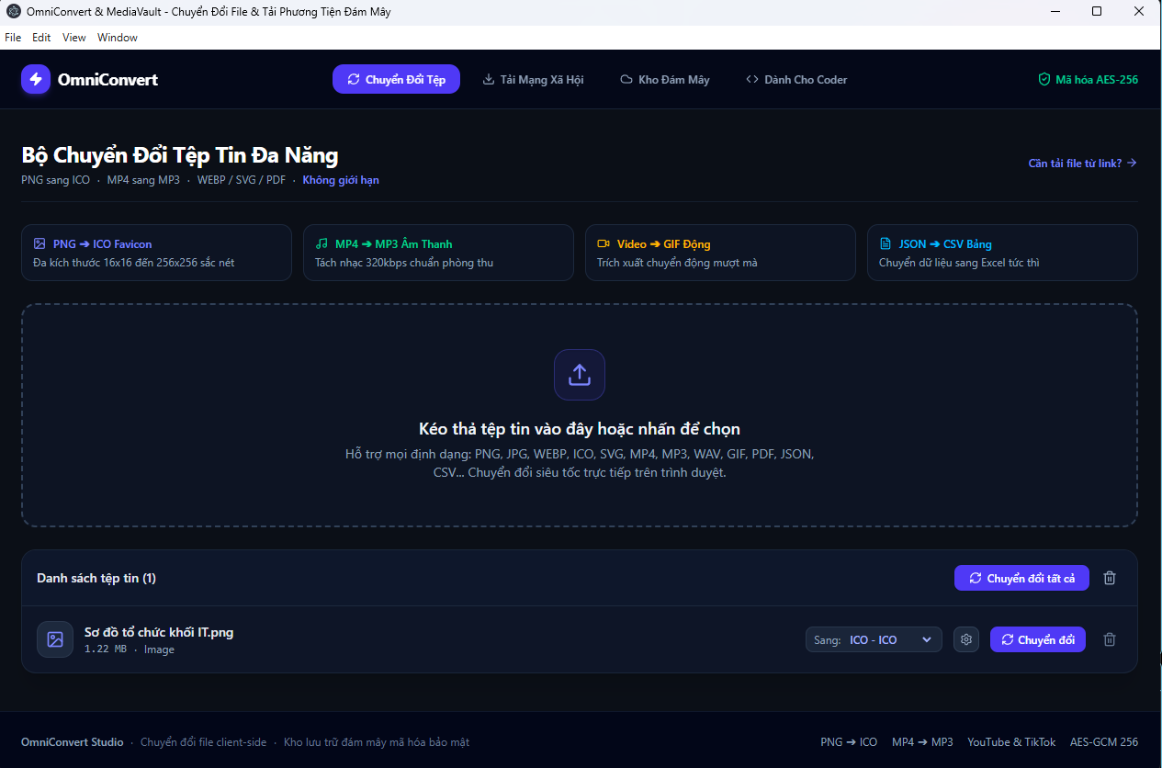 OmniConvert & MediaVault - Chuyển Đổi File & Tải Phương Tiện Đám Mây
File Edit View Window
OmniConvert
Chuyển Đổi Tệp
Tải Mạng Xã Hội
Kho Đám Mây
Dành Cho Coder
Mã hóa AES-256
Bộ Chuyển Đổi Tệp Tin Đa Năng
Cần tải file từ link? →
PNG sang ICO · MP4 sang MP3 · WEBP / SVG / PDF · Không giới hạn
PNG ➔ ICO Favicon
Đa kích thước 16x16 đến 256x256 sắc nét
MP4 ➔ MP3 Âm Thanh
Tách nhạc 320kbps chuẩn phòng thu
Video ➔ GIF Động
Trích xuất chuyển động mượt mà
JSON ➔ CSV Bảng
Chuyển dữ liệu sang Excel tức thì
Kéo thả tệp tin vào đây hoặc nhấn để chọn
Hỗ trợ mọi định dạng: PNG, JPG, WEBP, ICO, SVG, MP4, MP3, WAV, GIF, PDF, JSON,
CSV... Chuyển đổi siêu tốc trực tiếp trên trình duyệt.
Danh sách tệp tin (1)
Chuyển đổi tất cả
Sơ đồ tổ chức khối IT.png
1.22 MB · Image
Sang: ICO - ICO
Chuyển đổi
OmniConvert Studio · Chuyển đổi file client-side · Kho lưu trữ đám mây mã hóa bảo mật
PNG ➔ ICO MP4 ➔ MP3 YouTube & TikTok AES-GCM 256